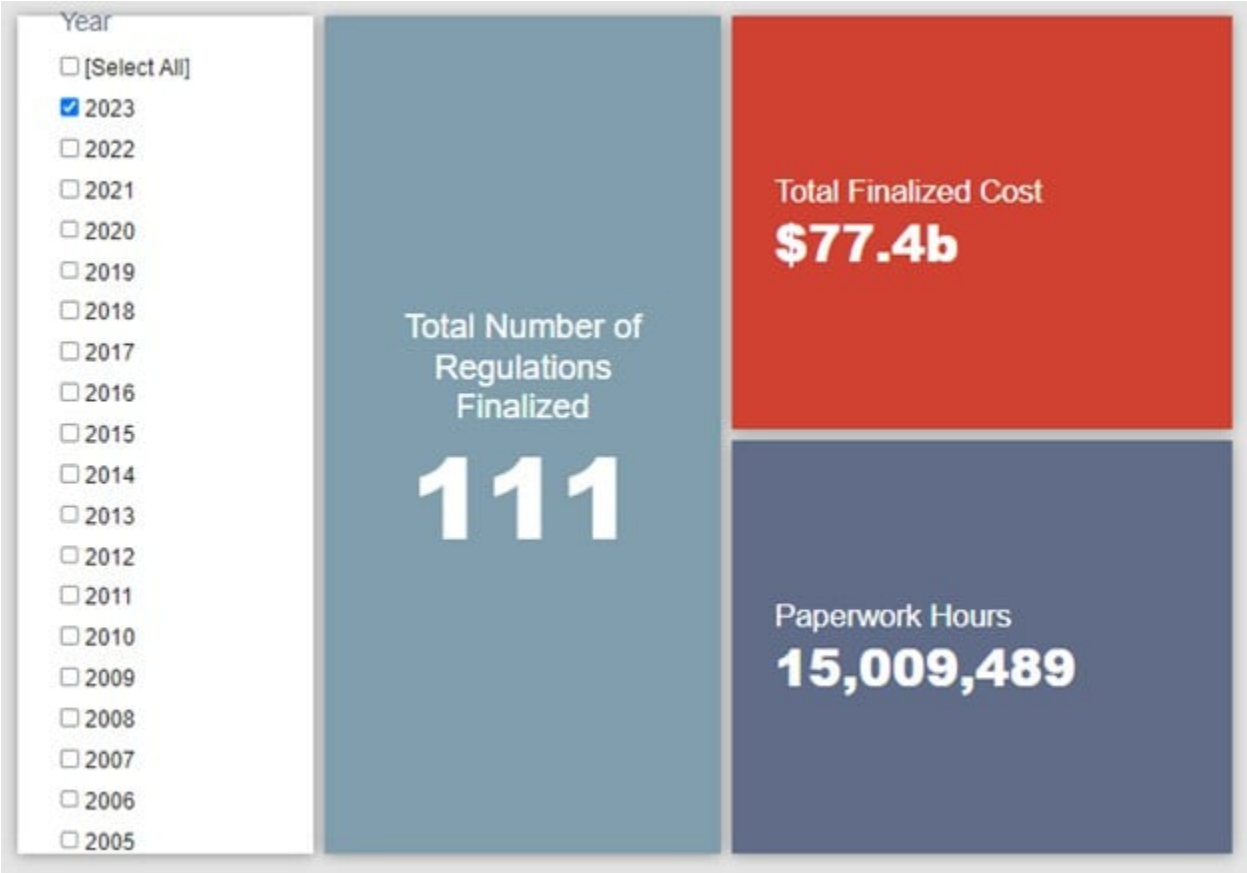 Year
[Select All]
2023
2022
2021
2020
2019
2018
2017
2016
2015
2014
2013
2012
2011
2010
2009
2008
2007
2006
2005
Total Number of
Regulations
Finalized
111
Total Finalized Cost
$77.4b
Paperwork Hours
15,009,489